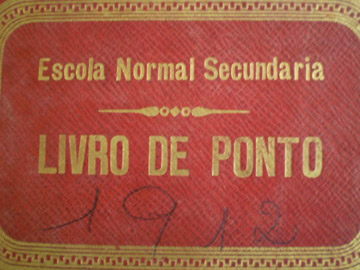 Escola Normal Secundaria
LIVRO DE PONTO
1912